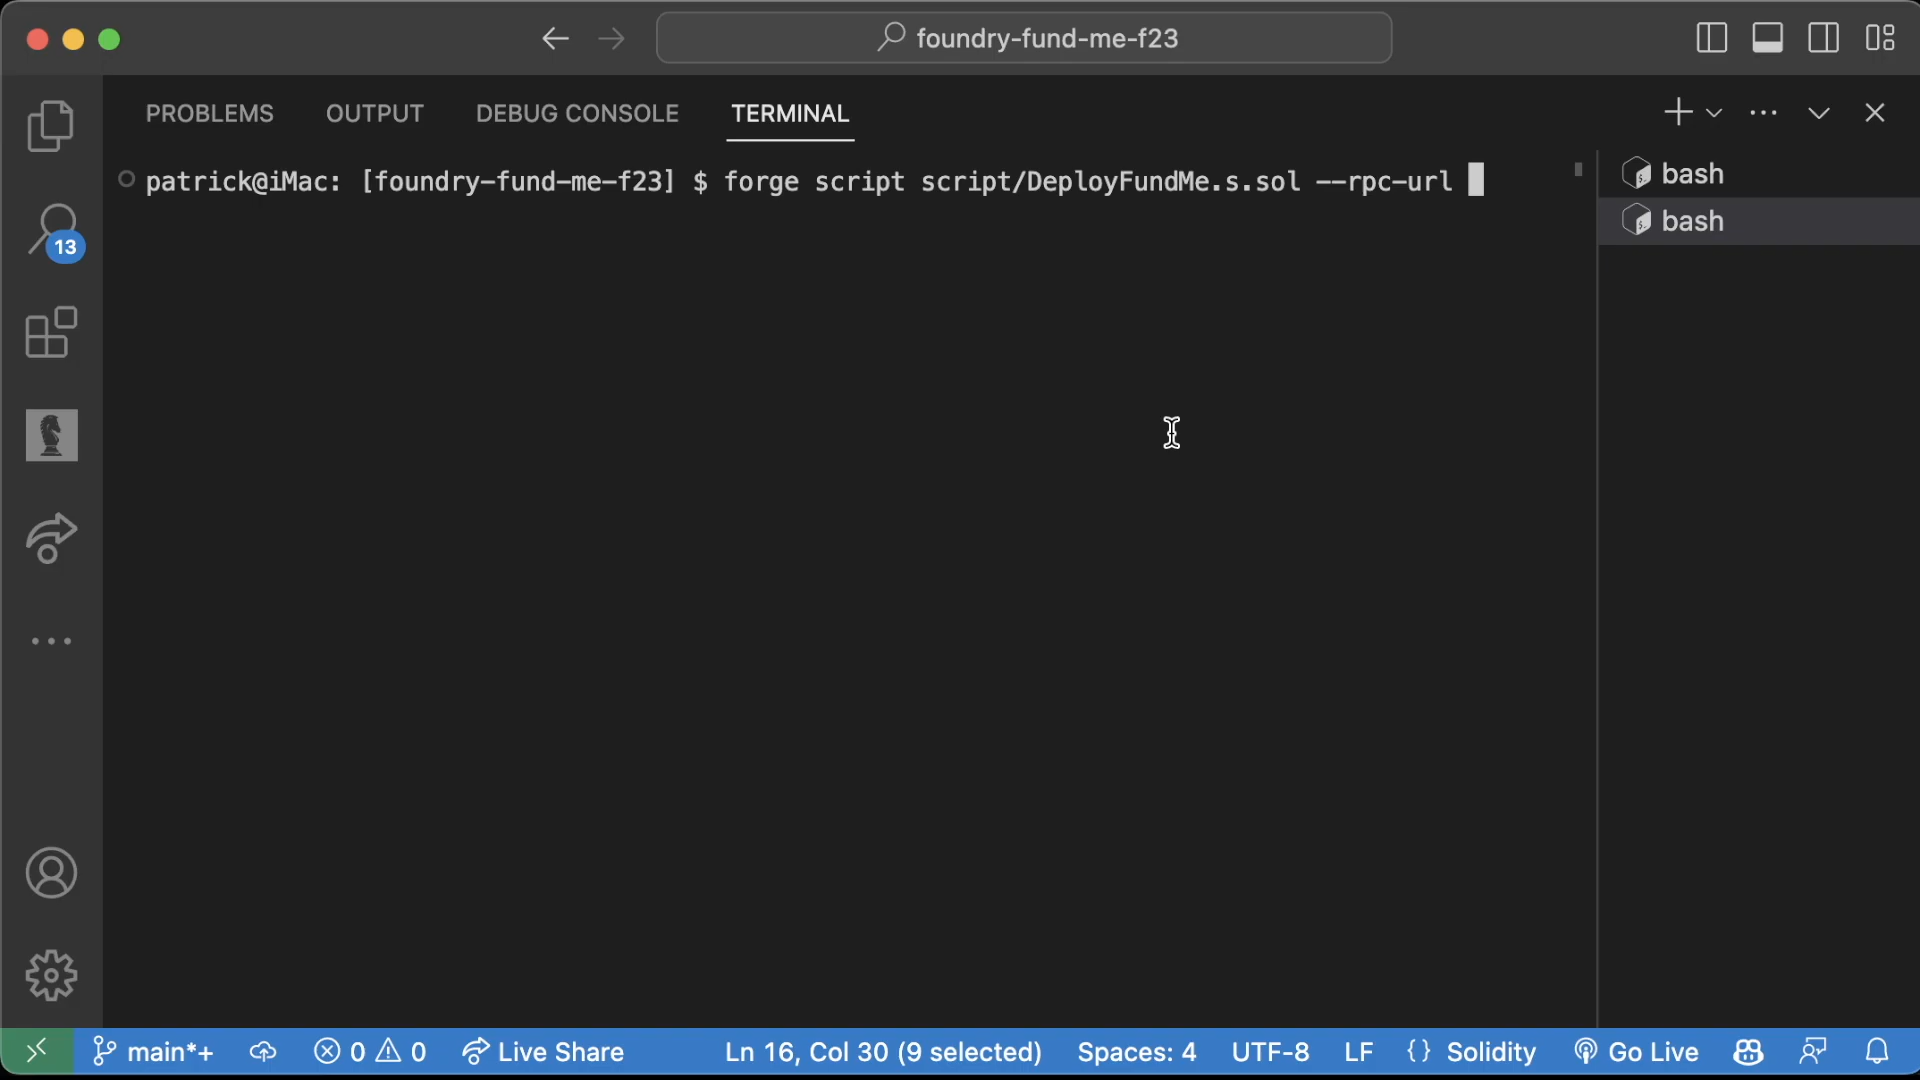 foundry-fund-me-f23
PROBLEMS OUTPUT DEBUG CONSOLE TERMINAL
patrick@iMac: [foundry-fund-me-f23] $ forge script script/DeployFundMe.s.sol --rpc-url
bash
bash
13
main*+ 0 0 Live Share Ln 16, Col 30 (9 selected) Spaces: 4 UTF-8 LF {} Solidity Go Live